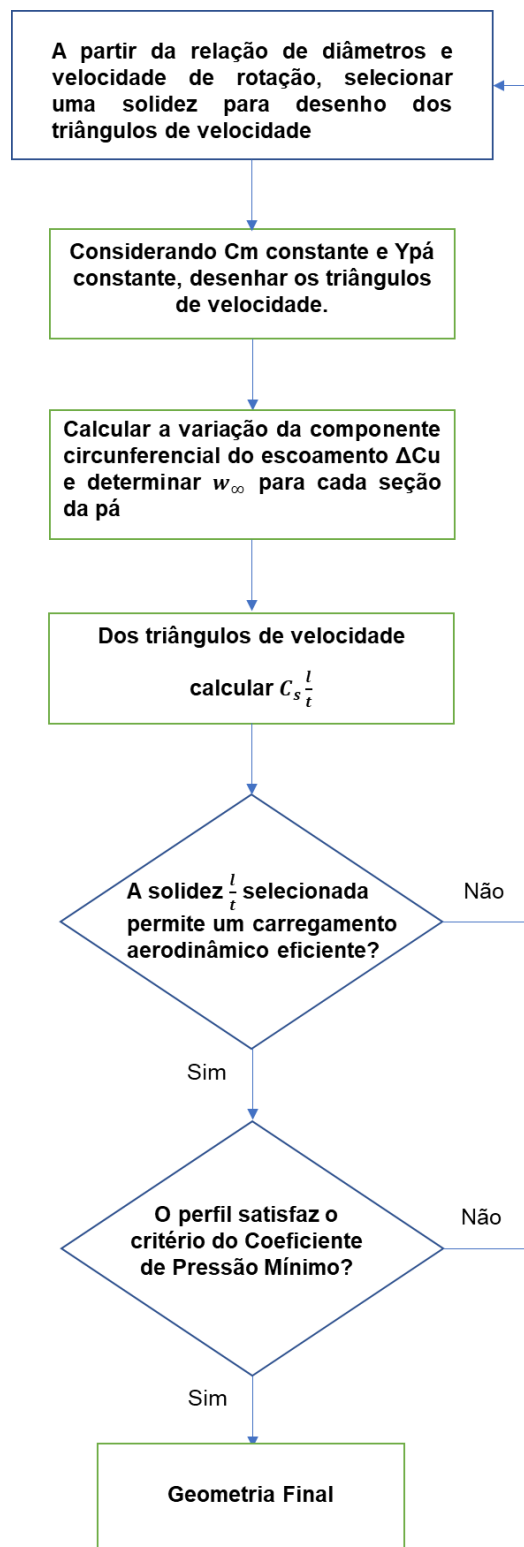 A partir da relação de diâmetros e
velocidade de rotação, selecionar
uma solidez para desenho dos
triângulos de velocidade
Considerando Cm constante e Ypá
constante, desenhar os triângulos
de velocidade.
Calcular a variação da componente
circunferencial do escoamento ΔCu
e determinar w∞ para cada seção
da pá
Dos triângulos de velocidade
calcular Cₛ l/t
A solidez l/t selecionada
permite um carregamento
aerodinâmico eficiente?
Não
Sim
O perfil satisfaz o
critério do Coeficiente
de Pressão Mínimo?
Não
Sim
Geometria Final